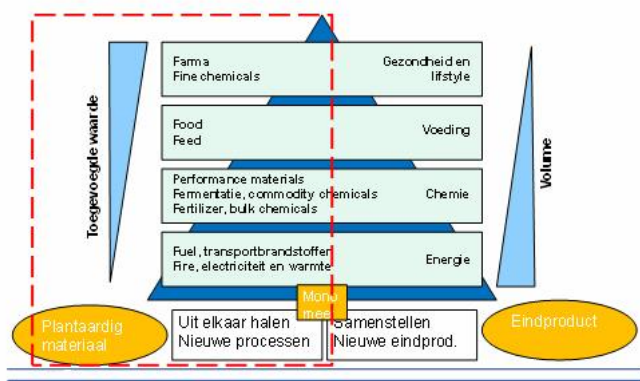 Toegevoegde waarde
Farma
Fine chemicals
Gezondheid en
lifstyle
Food
Feed
Voeding
Performance materials
Fermentatie, commodity chemicals
Fertilizer, bulk chemicals
Chemie
Fuel, transportbrandstoffen
Fire, electriciteit en warmte
Energie
Volume
Plantaardig
materiaal
Uit elkaar halen
Nieuwe processen
Mono
meer
Samenstellen
Nieuwe eindprod.
Eindproduct